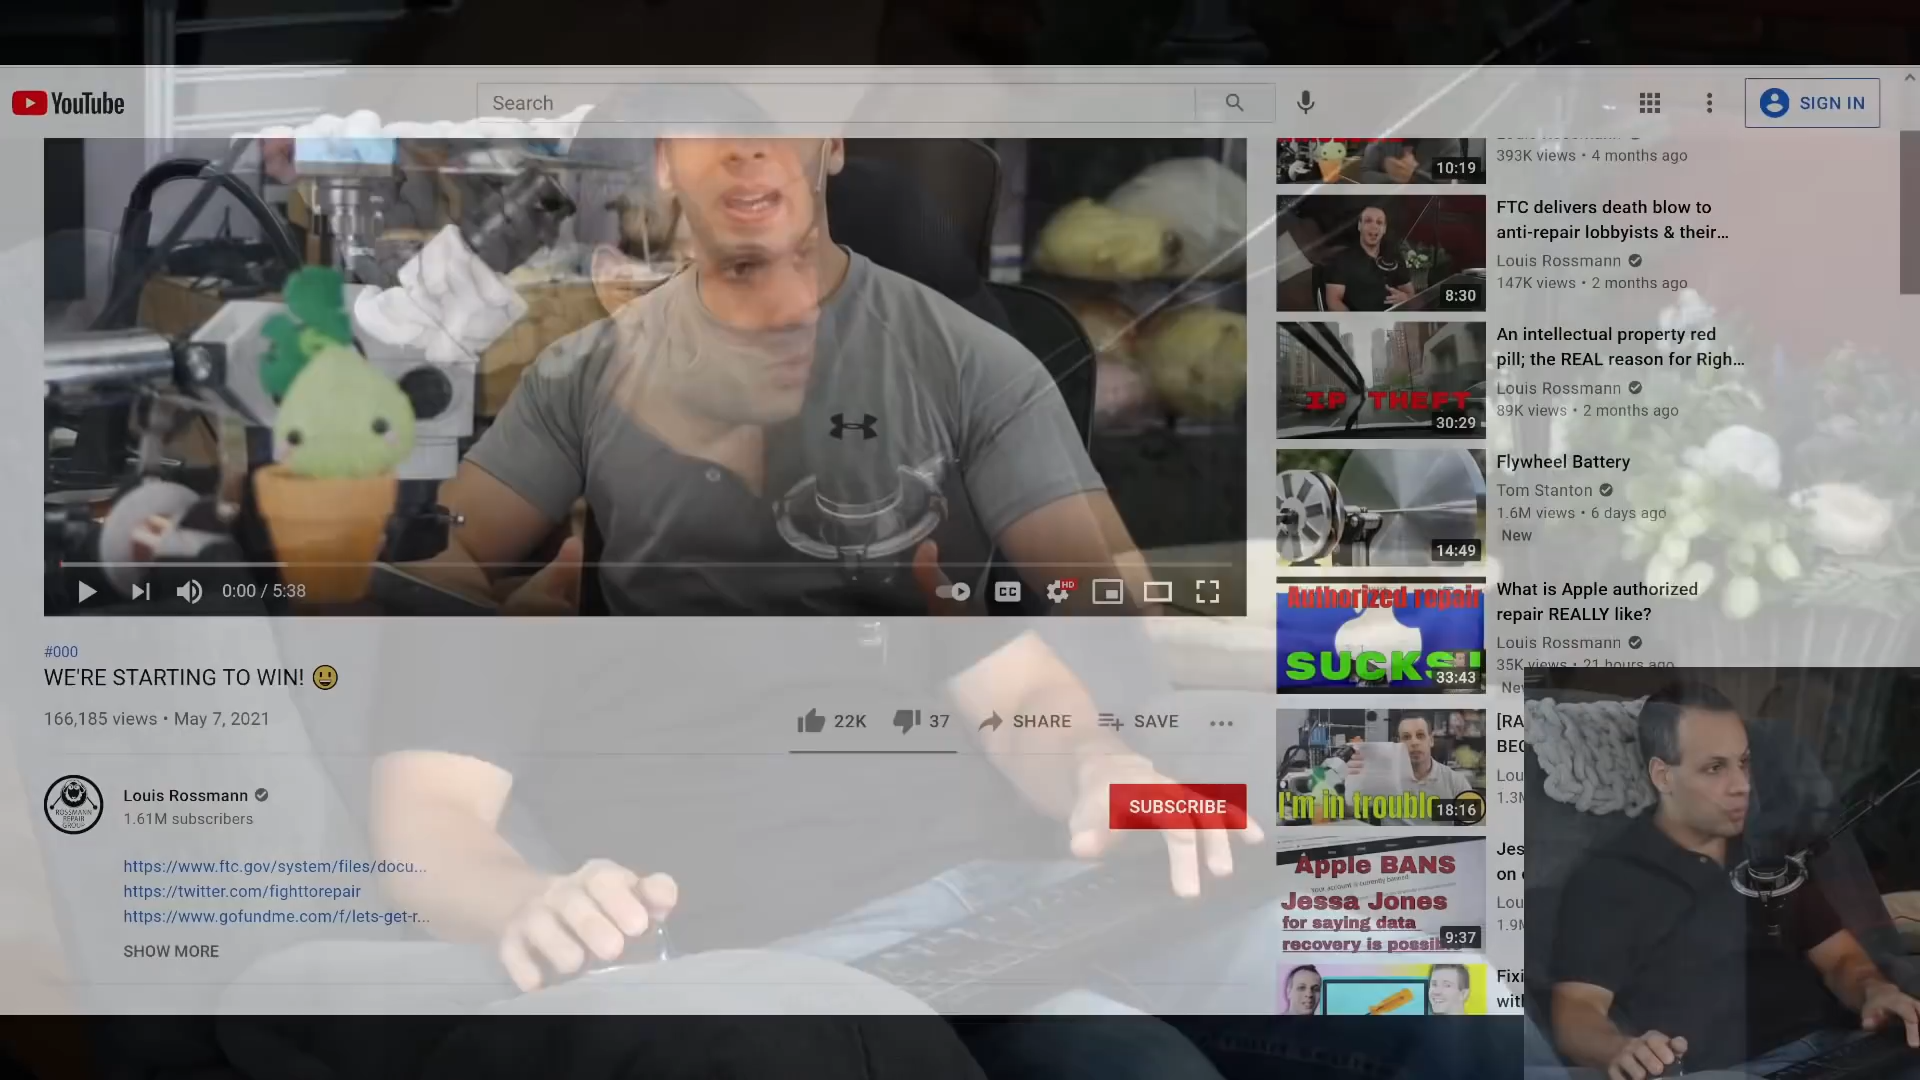 YouTube
Search
SIGN IN
0:00 / 5:38
CC
HD
#000
WE'RE STARTING TO WIN!
166,185 views • May 7, 2021
22K
37
SHARE
SAVE
Louis Rossmann
1.61M subscribers
SUBSCRIBE
ROSSMANN
REPAIR
GROUP
https://www.ftc.gov/system/files/docu...
https://twitter.com/fighttorepair
https://www.gofundme.com/f/lets-get-r...
SHOW MORE
10:19
393K views • 4 months ago
8:30
FTC delivers death blow to
anti-repair lobbyists & their...
Louis Rossmann
147K views • 2 months ago
IP THEFT
30:29
An intellectual property red
pill; the REAL reason for Righ...
Louis Rossmann
89K views • 2 months ago
14:49
Flywheel Battery
Tom Stanton
1.6M views • 6 days ago
New
Authorized repair
SUCKS!
33:43
What is Apple authorized
repair REALLY like?
Louis Rossmann
35K views • 21 hours ago
I'm in trouble
18:16
[RA
BEC
Lou
1.3M
Apple BANS
Your account is currently banned.
Jessa Jones
for saying data
recovery is possible
9:37
Jes
on
Lou
1.9M
Fixi
with